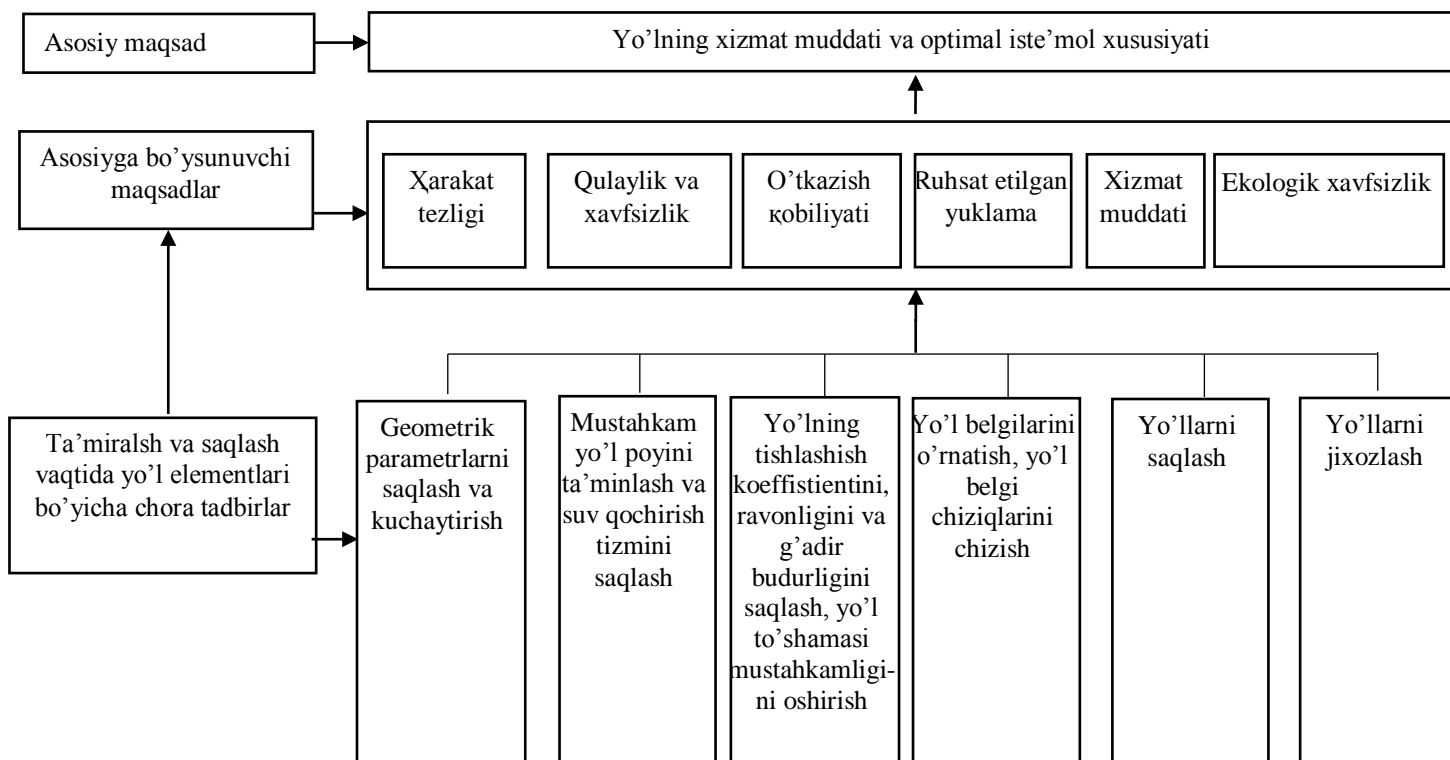 Asosiy maqsad
Yo’lning xizmat muddati va optimal iste’mol xususiyati
Asosiyga bo’ysunuvchi
maqsadlar
Ҳarakat
tezligi
Qulaylik va
xavfsizlik
O’tkazish
қobiliyati
Ruhsat etilgan
yuklama
Xizmat
muddati
Ekologik xavfsizlik
Ta’miralsh va saqlash
vaqtida yo’l elementlari
bo’yicha chora tadbirlar
Geometrik
parametrlarni
saqlash va
kuchaytirish
Mustahkam
yo’l poyini
ta’minlash va
suv qochirish
tizmini
saqlash
Yo’lning
tishlashish
koeffistientini,
ravonligini va
g’adir
budurligini
saqlash, yo’l
to’shamasi
mustahkamligi-
ni oshirish
Yo’l belgilarini
o’rnatish, yo’l
belgi
chiziqlarini
chizish
Yo’llarni
saqlash
Yo’llarni
jixozlash